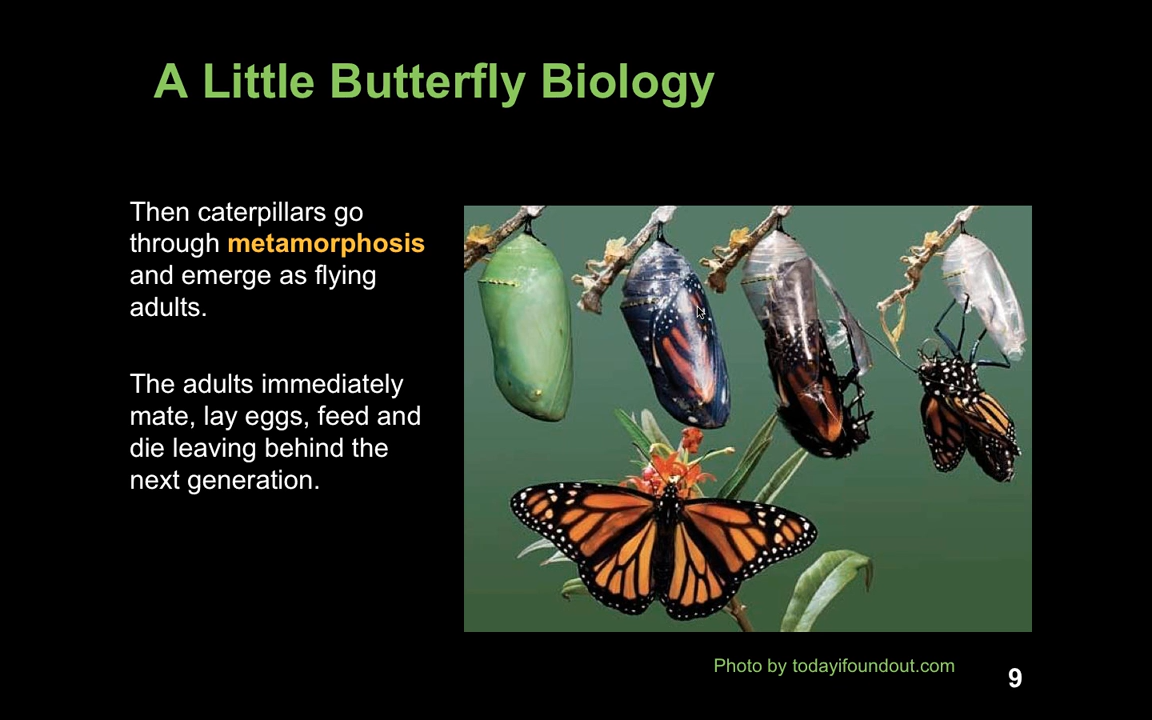 A Little Butterfly Biology
Then caterpillars go
through metamorphosis
and emerge as flying
adults.
The adults immediately
mate, lay eggs, feed and
die leaving behind the
next generation.
Photo by todayifoundout.com
9